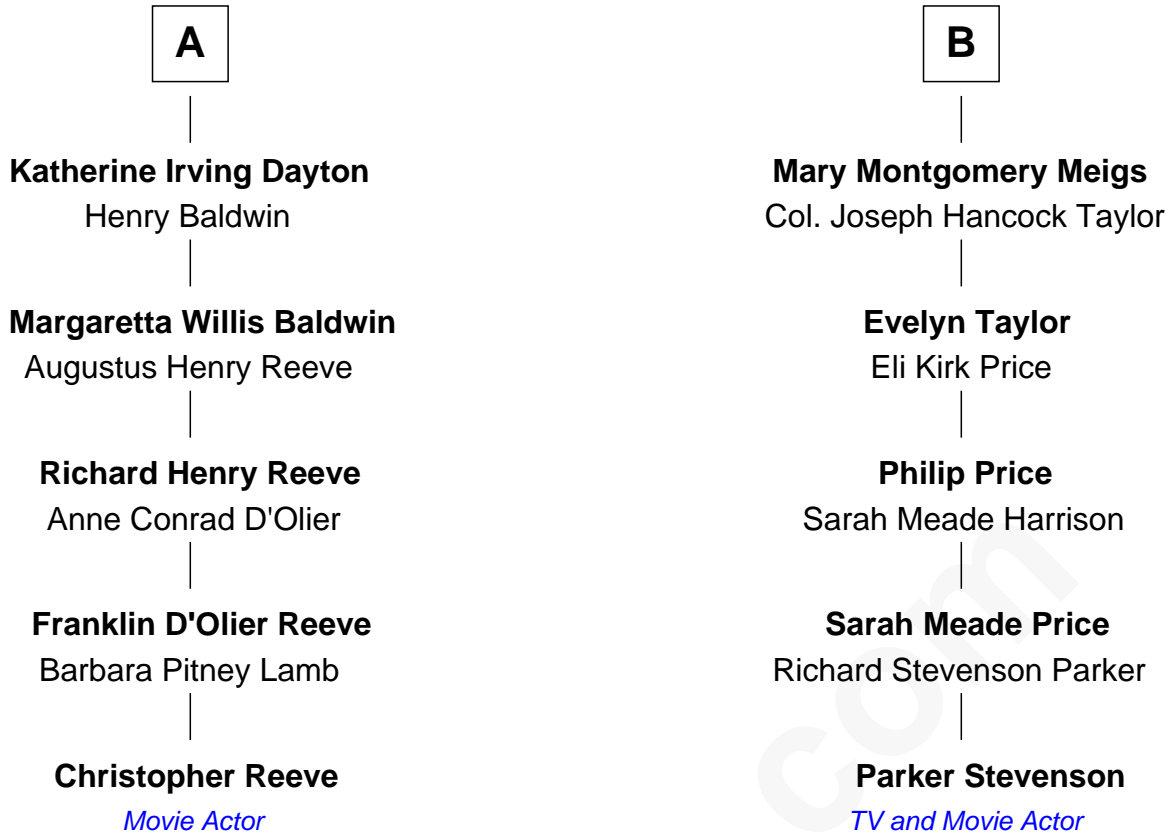 A
Katherine Irving Dayton
Henry Baldwin
Margaretta Willis Baldwin
Augustus Henry Reeve
Richard Henry Reeve
Anne Conrad D'Olier
Franklin D'Olier Reeve
Barbara Pitney Lamb
Christopher Reeve
Movie Actor
B
Mary Montgomery Meigs
Col. Joseph Hancock Taylor
Evelyn Taylor
Eli Kirk Price
Philip Price
Sarah Meade Harrison
Sarah Meade Price
Richard Stevenson Parker
Parker Stevenson
TV and Movie Actor
com